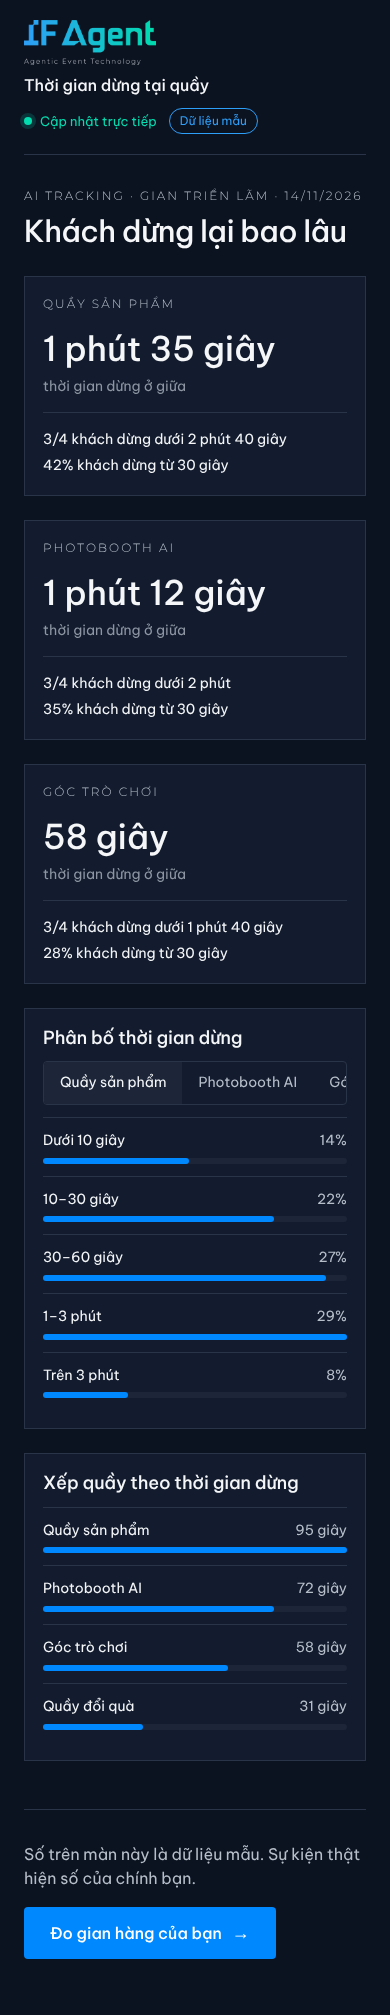 IF Agent
Agentic Event Technology
Thời gian dừng tại quầy
Cập nhật trực tiếp
Dữ liệu mẫu
AI TRACKING · GIAN TRIỂN LÃM · 14/11/2026
Khách dừng lại bao lâu
QUẦY SẢN PHẨM
1 phút 35 giây
thời gian dừng ở giữa
3/4 khách dừng dưới 2 phút 40 giây
42% khách dừng từ 30 giây
PHOTOBOOTH AI
1 phút 12 giây
thời gian dừng ở giữa
3/4 khách dừng dưới 2 phút
35% khách dừng từ 30 giây
GÓC TRÒ CHƠI
58 giây
thời gian dừng ở giữa
3/4 khách dừng dưới 1 phút 40 giây
28% khách dừng từ 30 giây
Phân bố thời gian dừng
Quầy sản phẩm Photobooth AI
Dưới 10 giây 14%
10–30 giây 22%
30–60 giây 27%
1–3 phút 29%
Trên 3 phút 8%
Xếp quầy theo thời gian dừng
Quầy sản phẩm 95 giây
Photobooth AI 72 giây
Góc trò chơi 58 giây
Quầy đổi quà 31 giây
Số trên màn này là dữ liệu mẫu. Sự kiện thật
hiện số của chính bạn.
Đo gian hàng của bạn →